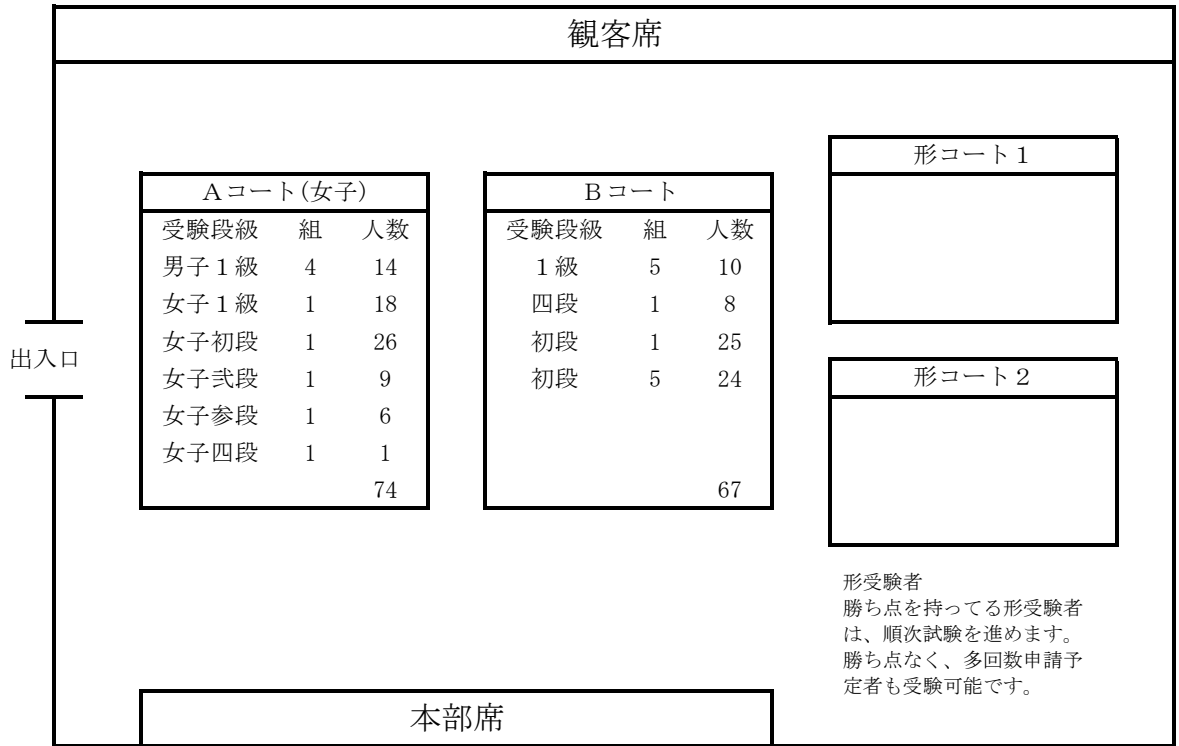 観客席
形コート１
Ａコート(女子)
Ｂコート
受験段級 組 人数
男子１級 4 14
女子１級 1 18
女子初段 1 26
女子弐段 1 9
女子参段 1 6
女子四段 1 1
74
受験段級 組 人数
１級 5 10
四段 1 8
初段 1 25
初段 5 24
67
出入口
形コート２
形受験者
勝ち点を持ってる形受験者
は、順次試験を進めます。
勝ち点なく、多回数申請予
定者も受験可能です。
本部席